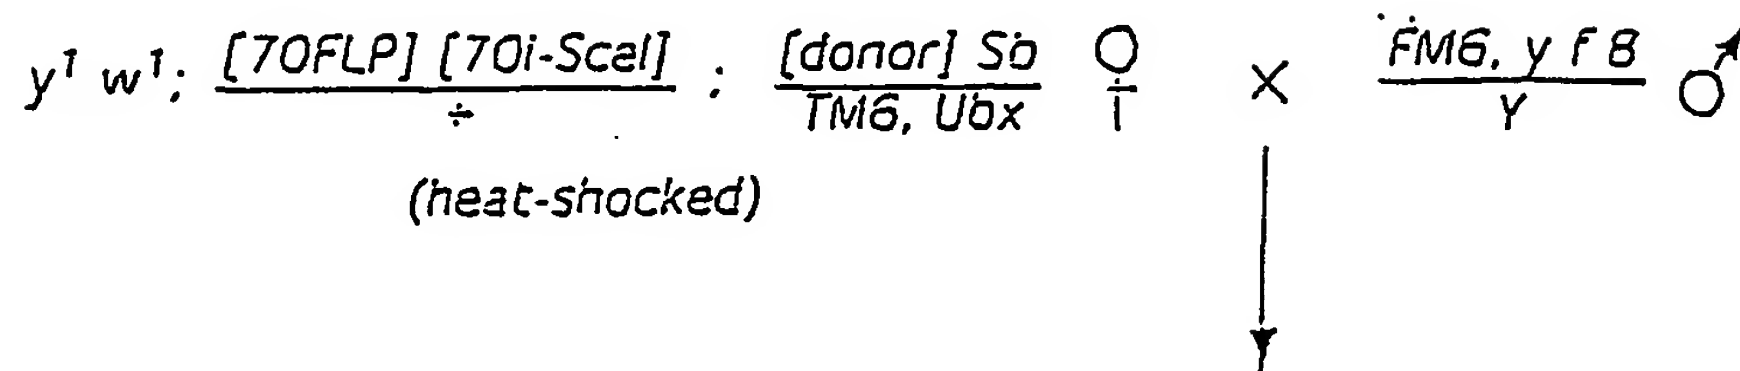 y¹ w¹; [70FLP] [70I-SceI] / + ; [donor] Sb / TM6, Ubx ♀ × FM6, y f B / Y ♂
(heat-shocked)